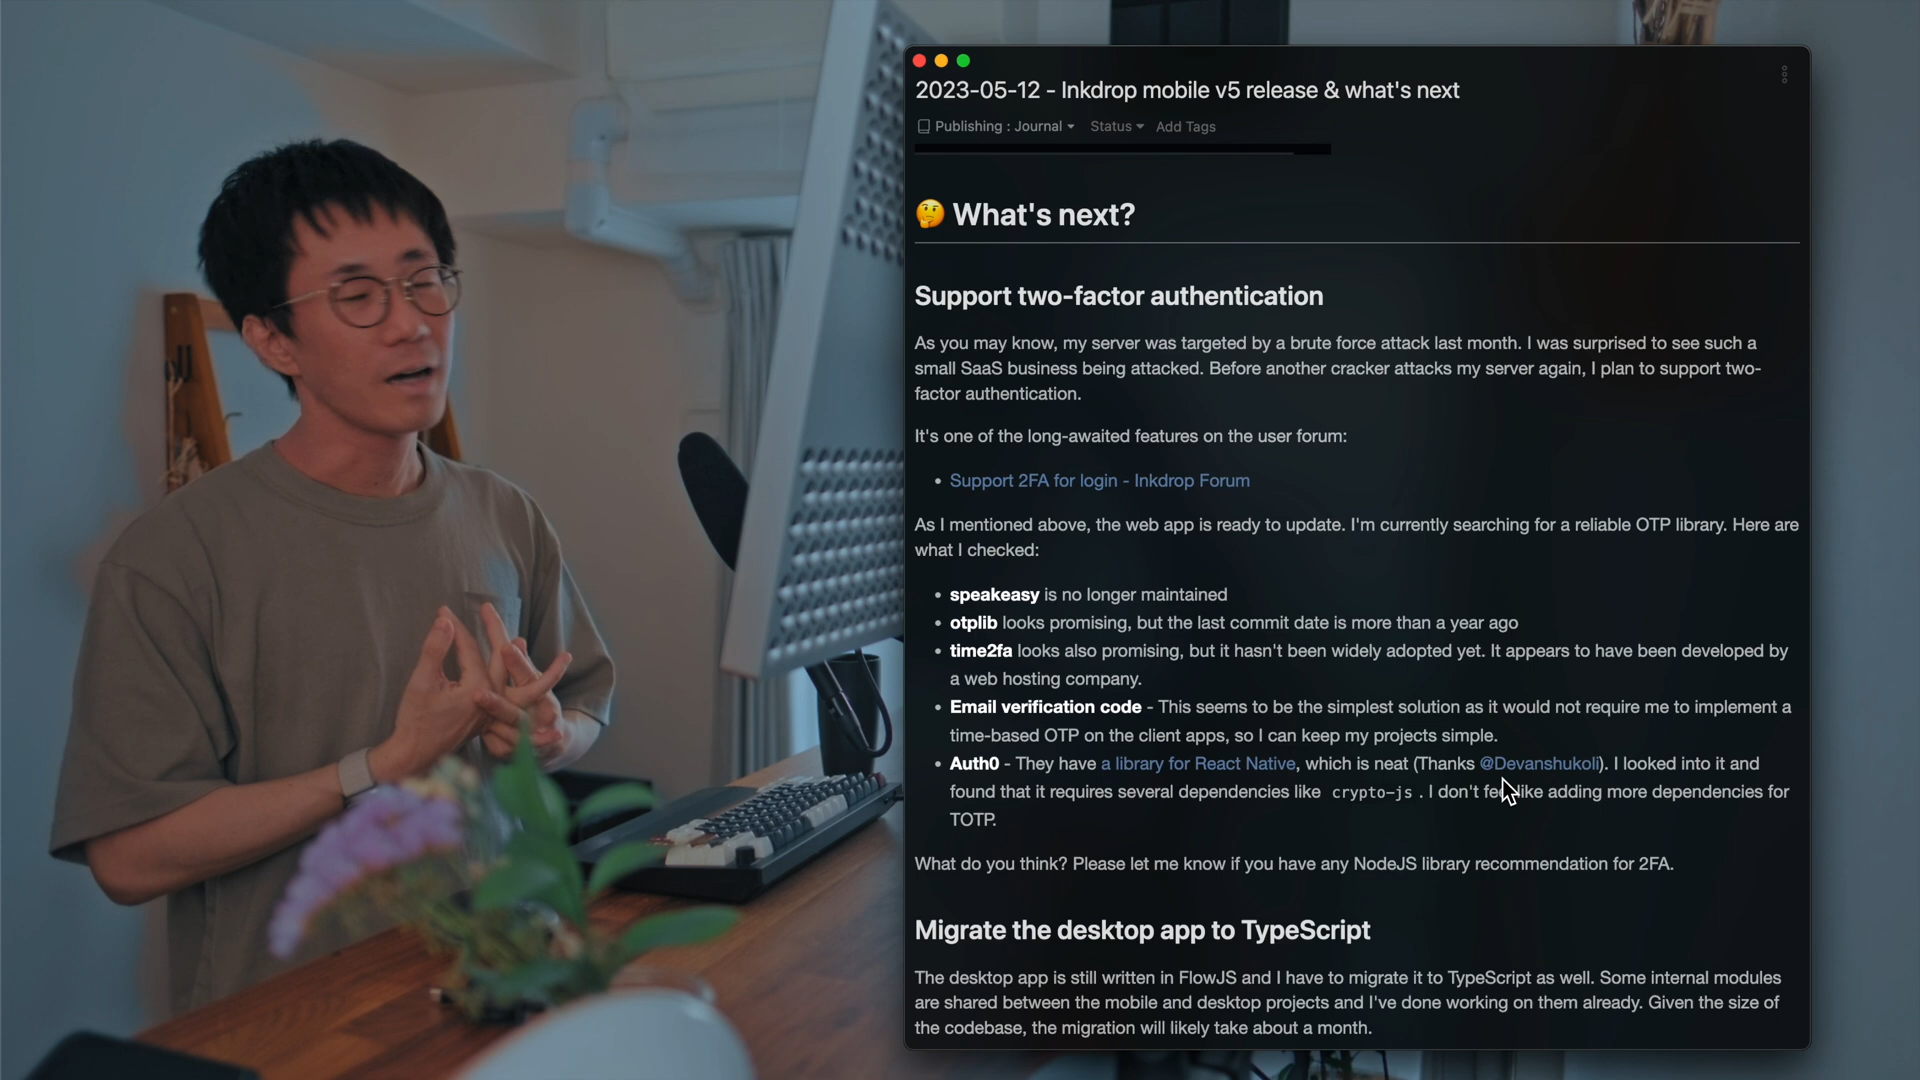 2023-05-12 - Inkdrop mobile v5 release & what's next
Publishing : Journal Status Add Tags
🤔 What's next?
Support two-factor authentication
As you may know, my server was targeted by a brute force attack last month. I was surprised to see such a
small SaaS business being attacked. Before another cracker attacks my server again, I plan to support two-
factor authentication.
It's one of the long-awaited features on the user forum:
• Support 2FA for login - Inkdrop Forum
As I mentioned above, the web app is ready to update. I'm currently searching for a reliable OTP library. Here are
what I checked:
• speakeasy is no longer maintained
• otplib looks promising, but the last commit date is more than a year ago
• time2fa looks also promising, but it hasn't been widely adopted yet. It appears to have been developed by
a web hosting company.
• Email verification code - This seems to be the simplest solution as it would not require me to implement a
time-based OTP on the client apps, so I can keep my projects simple.
• Auth0 - They have a library for React Native, which is neat (Thanks @Devanshukoli). I looked into it and
found that it requires several dependencies like crypto-js . I don't feel like adding more dependencies for
TOTP.
What do you think? Please let me know if you have any NodeJS library recommendation for 2FA.
Migrate the desktop app to TypeScript
The desktop app is still written in FlowJS and I have to migrate it to TypeScript as well. Some internal modules
are shared between the mobile and desktop projects and I've done working on them already. Given the size of
the codebase, the migration will likely take about a month.